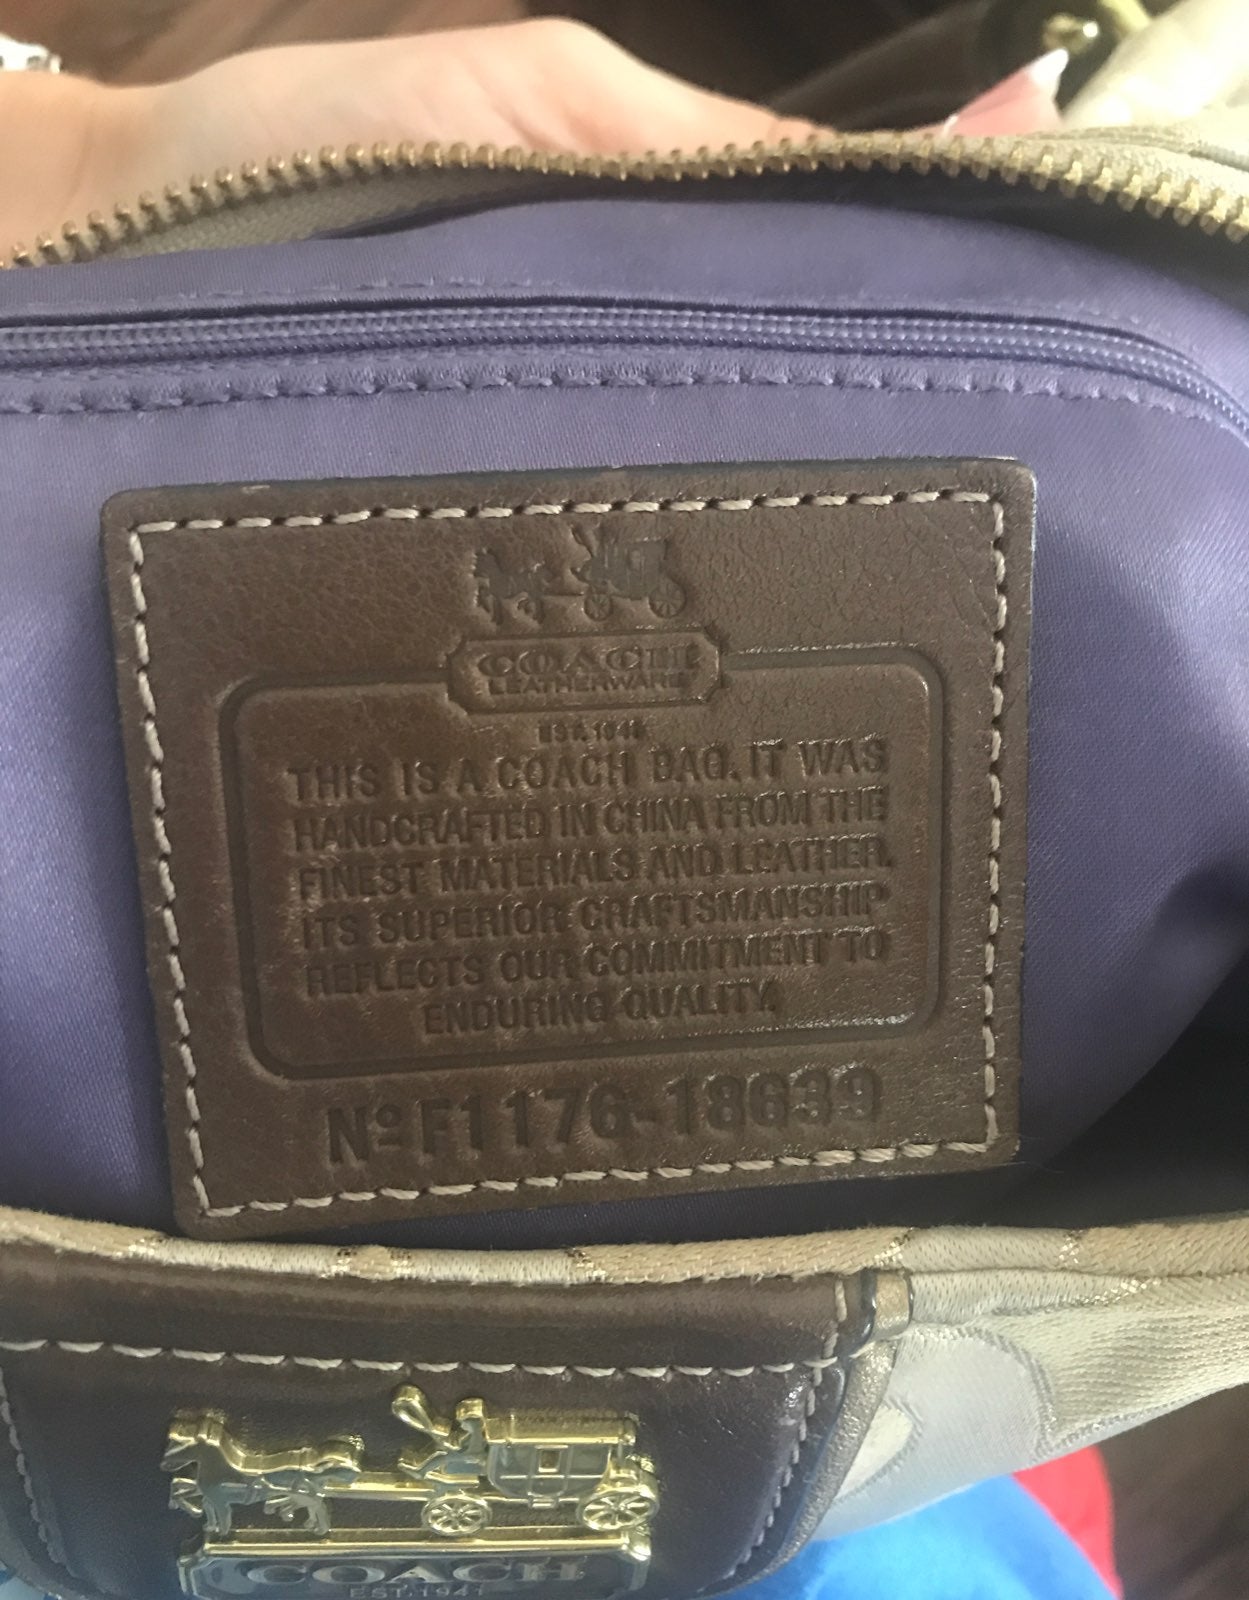 COACH
LEATHERWARE
EST. 1941
THIS IS A COACH BAG. IT WAS
HANDCRAFTED IN CHINA FROM THE
FINEST MATERIALS AND LEATHER.
ITS SUPERIOR CRAFTSMANSHIP
REFLECTS OUR COMMITMENT TO
ENDURING QUALITY.
Nº F1176-18639
COACH
EST. 1941